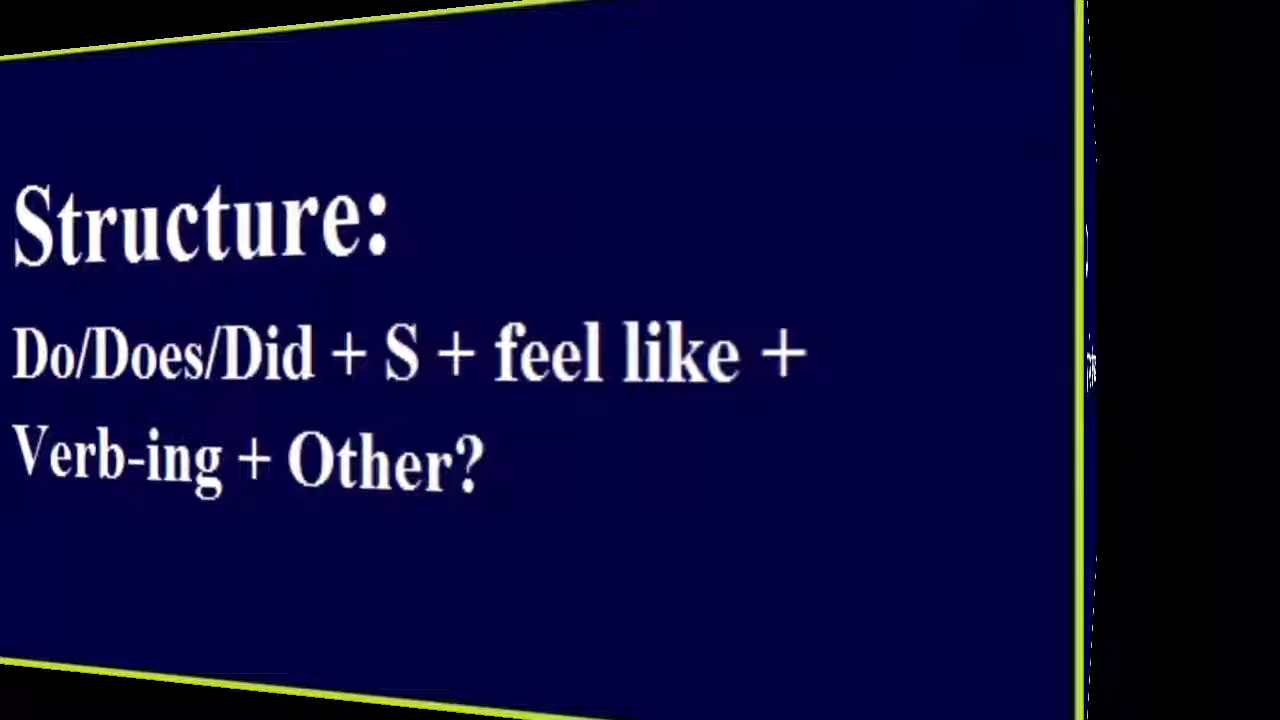 Structure:
Do/Does/Did + S + feel like +
Verb-ing + Other?